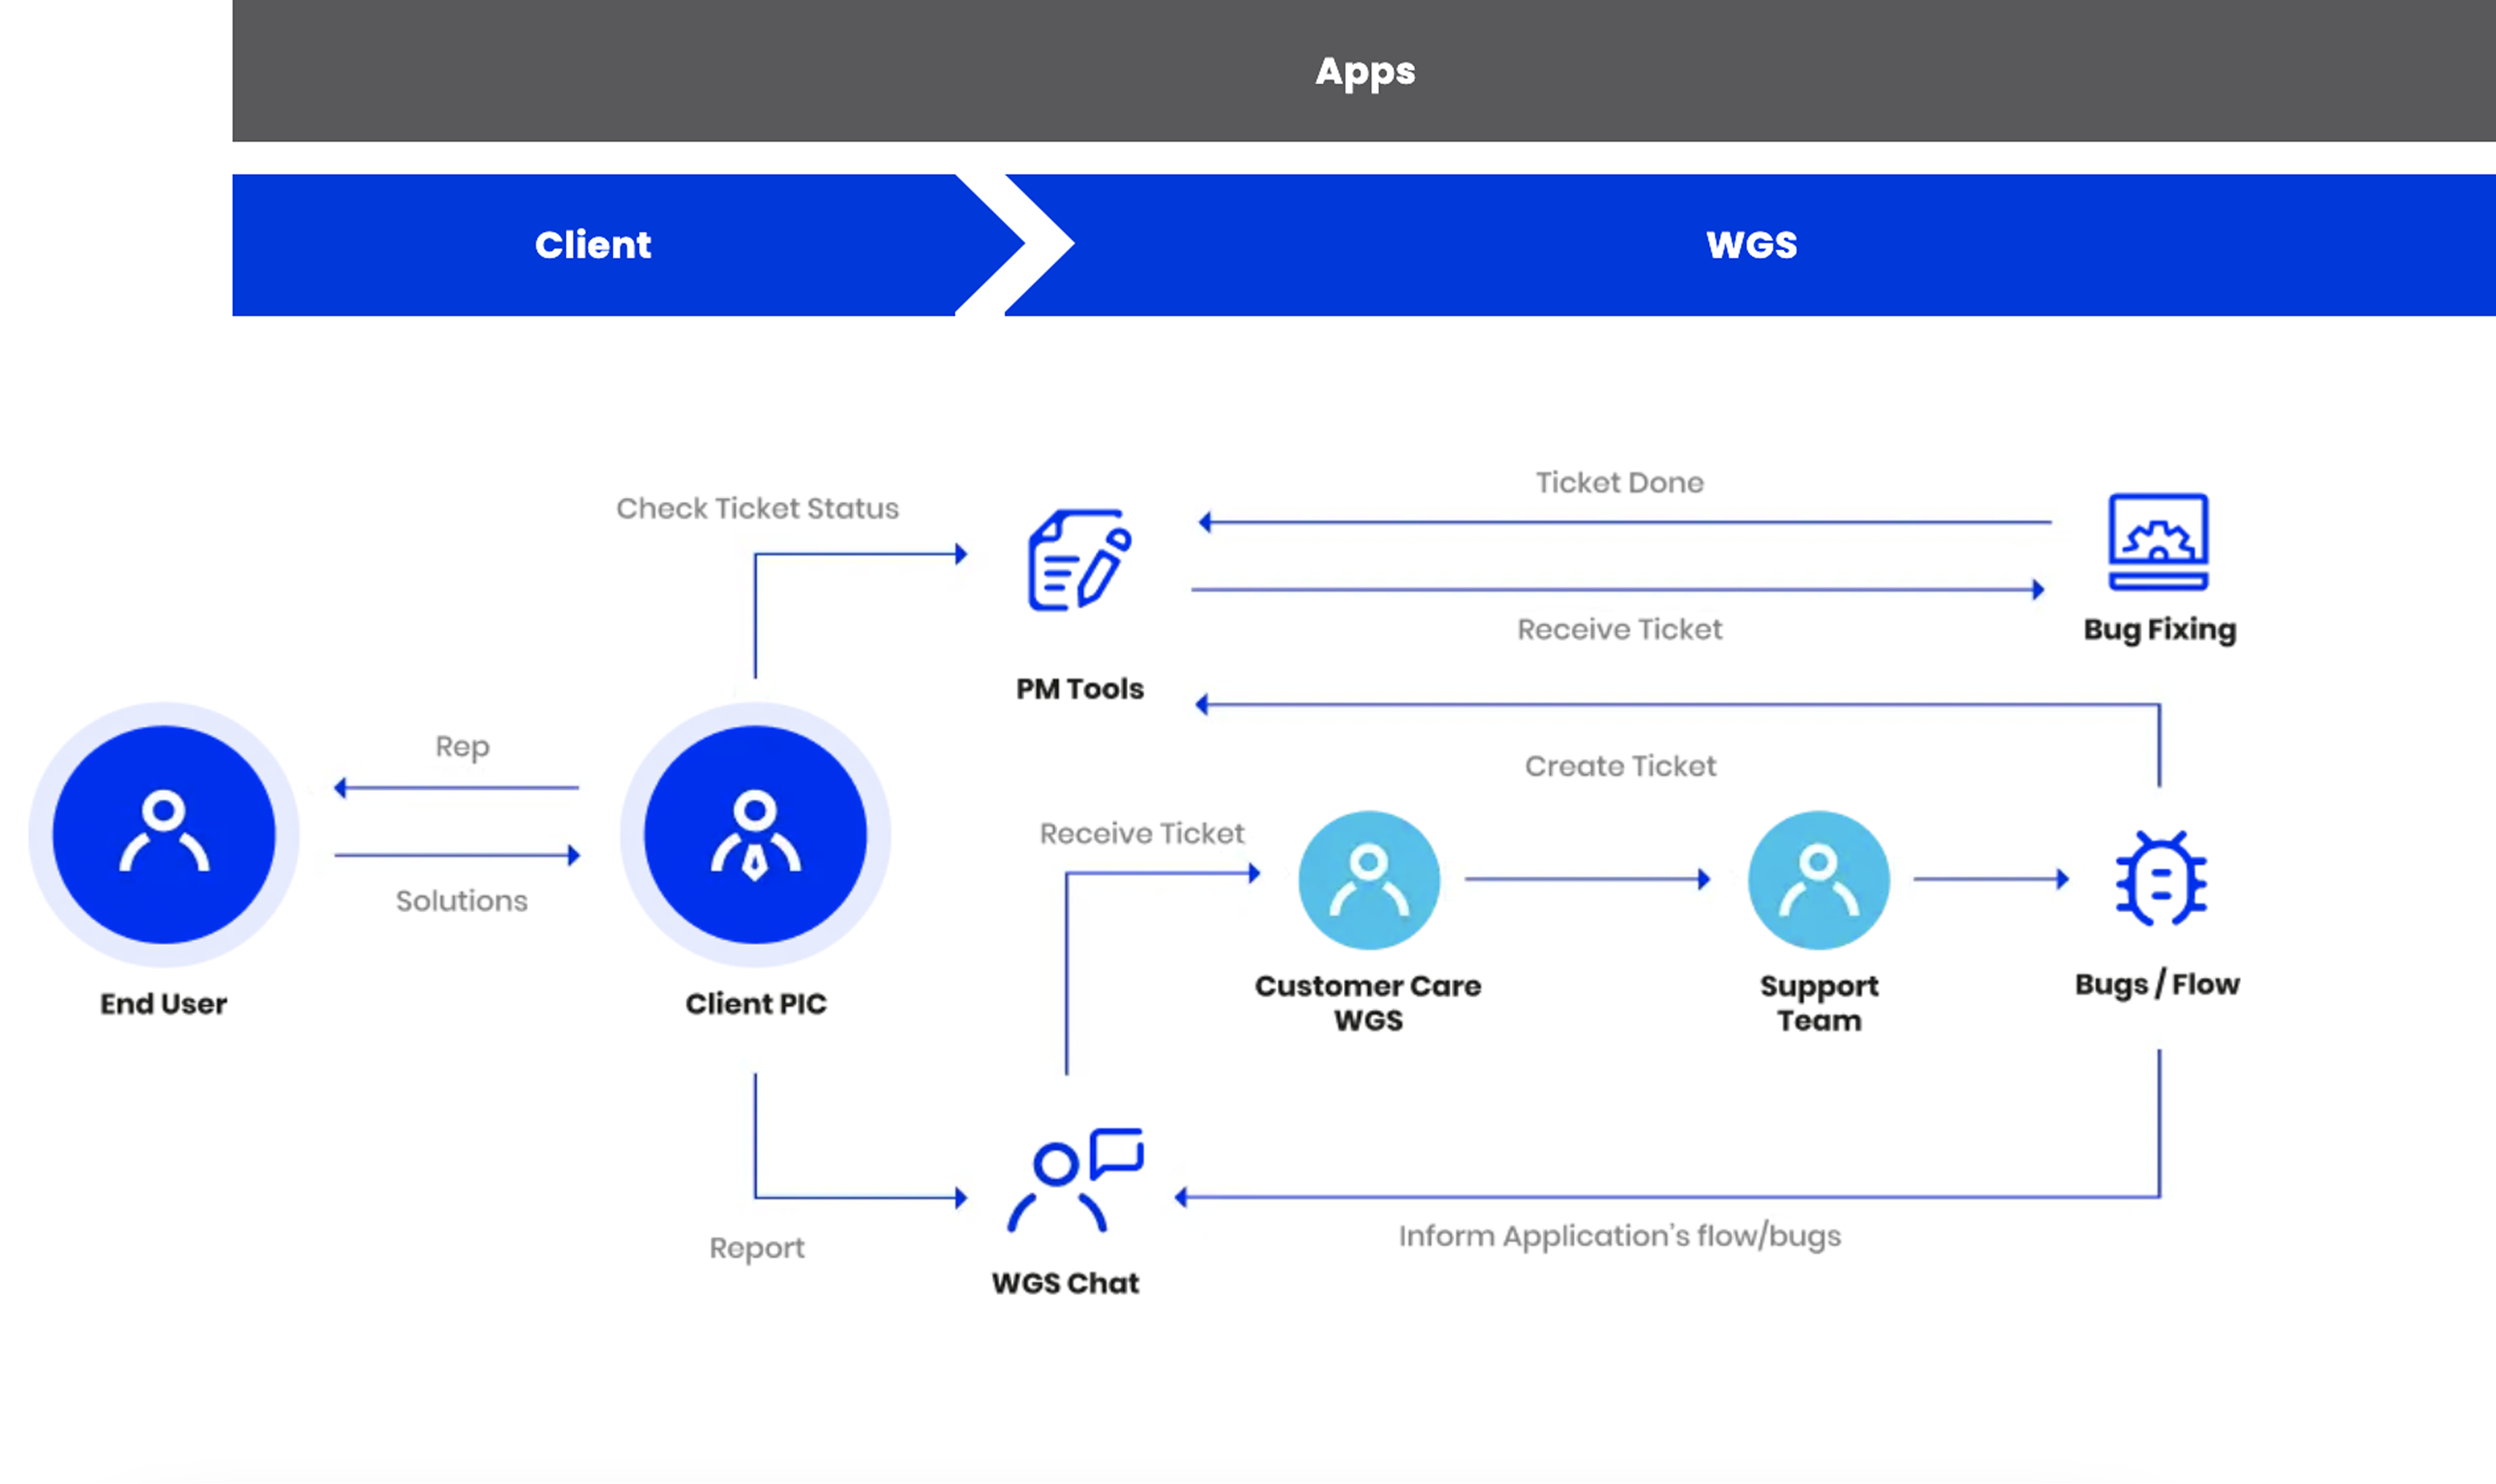 Apps
Client
WGS
Check Ticket Status
Ticket Done
Receive Ticket
Bug Fixing
PM Tools
Rep
Solutions
Create Ticket
Receive Ticket
End User
Client PIC
Customer Care
WGS
Support
Team
Bugs / Flow
Report
Inform Application's flow/bugs
WGS Chat